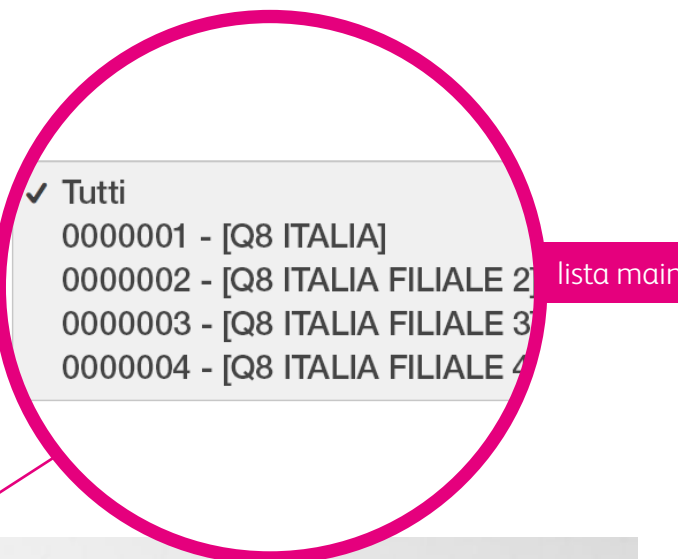 ✓ Tutti
0000001 - [Q8 ITALIA]
0000002 - [Q8 ITALIA FILIALE 2]
0000003 - [Q8 ITALIA FILIALE 3]
0000004 - [Q8 ITALIA FILIALE 4
lista main